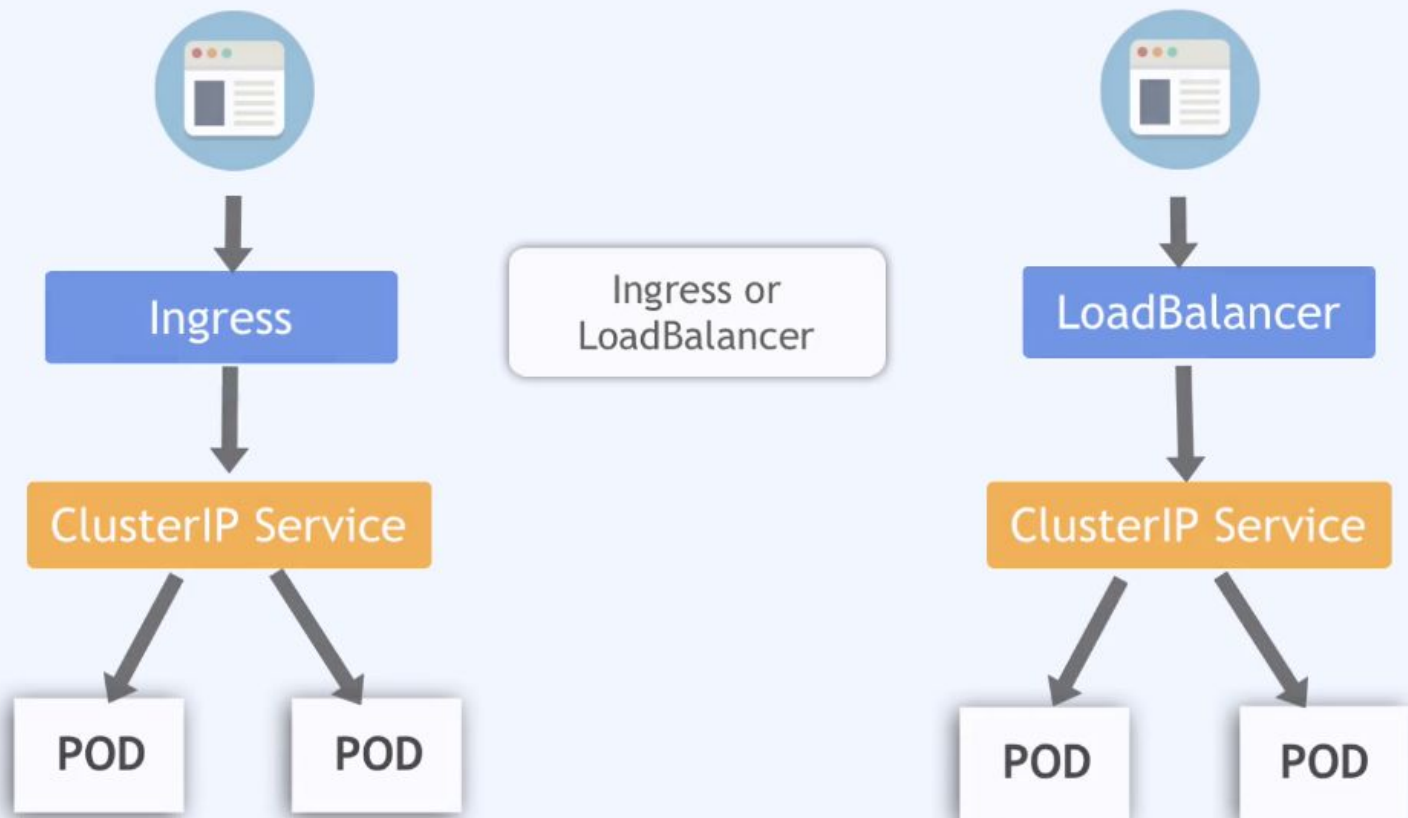 Ingress
Ingress or
LoadBalancer
LoadBalancer
ClusterIP Service
ClusterIP Service
POD
POD
POD
POD